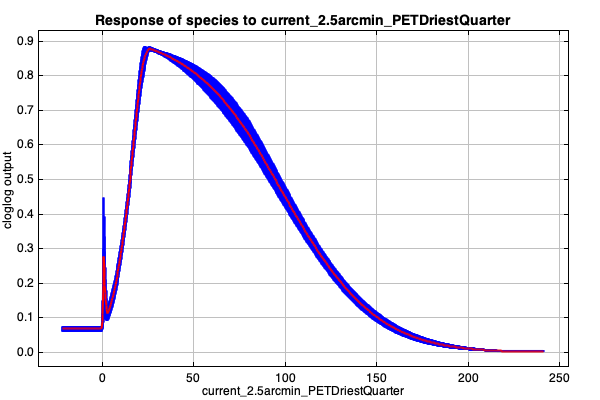 Response of species to current_2.5arcmin_PETDriestQuarter
0.9
0.8
0.7
0.6
0.5
0.4
0.3
0.2
0.1
0.0
cloglog output
0 50 100 150 200 250
current_2.5arcmin_PETDriestQuarter